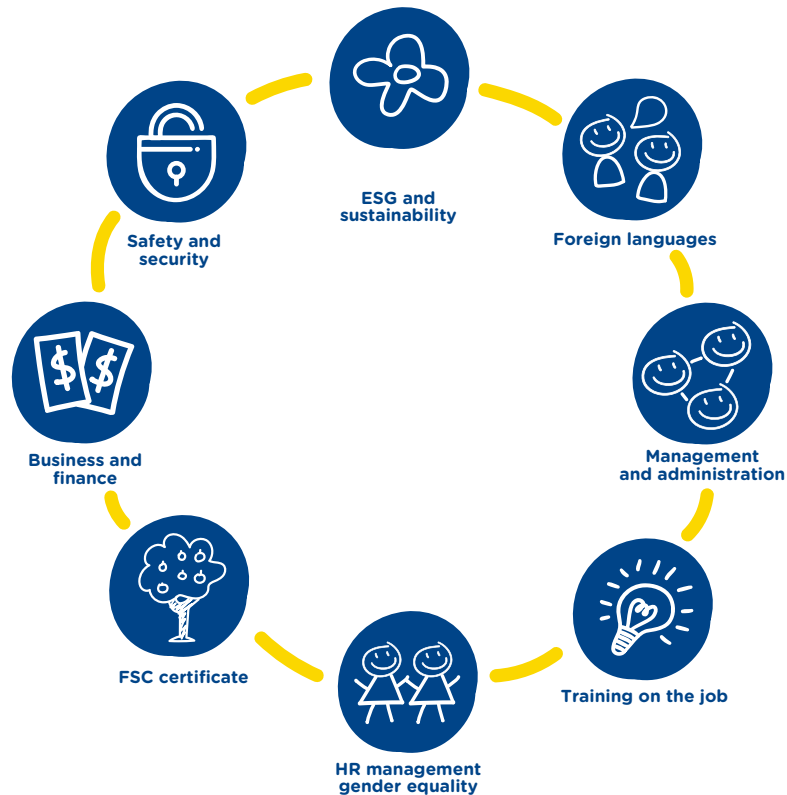 ESG and
sustainability
Foreign languages
Management
and administration
Training on the job
HR management
gender equality
FSC certificate
Business and
finance
$ $
Safety and
security